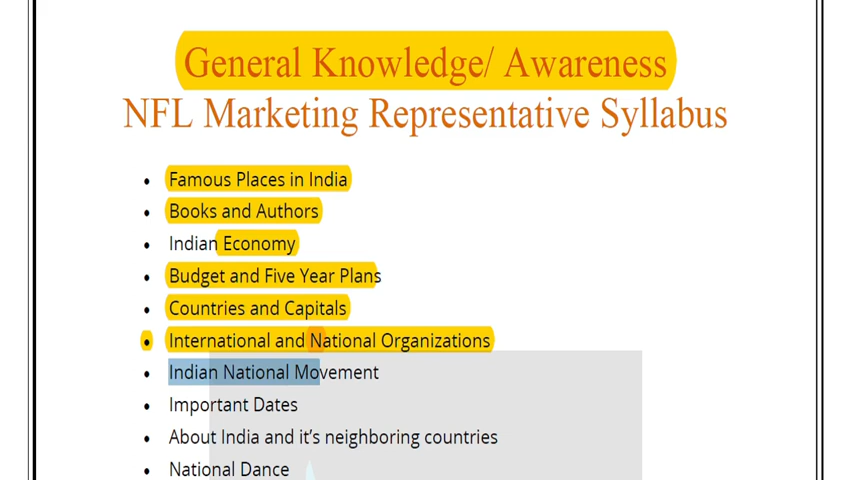 General Knowledge/ Awareness
NFL Marketing Representative Syllabus
• Famous Places in India
• Books and Authors
• Indian Economy
• Budget and Five Year Plans
• Countries and Capitals
• International and National Organizations
• Indian National Movement
• Important Dates
• About India and it's neighboring countries
• National Dance